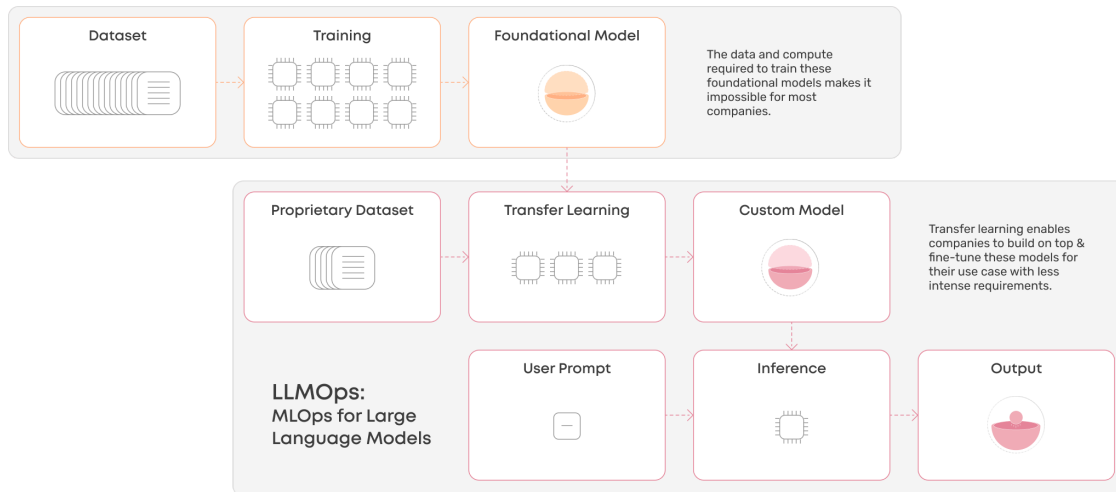 Dataset
Training
Foundational Model
The data and compute
required to train these
foundational models makes it
impossible for most
companies.
Proprietary Dataset
Transfer Learning
Custom Model
Transfer learning enables
companies to build on top &
fine-tune these models for
their use case with less
intense requirements.
LLMOps:
MLOps for Large
Language Models
User Prompt
Inference
Output